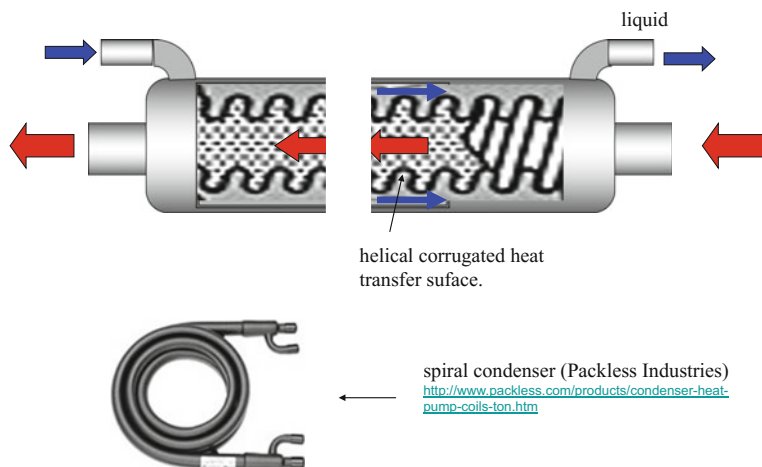 liquid
helical corrugated heat
transfer suface.
spiral condenser (Packless Industries)
http://www.packless.com/products/condenser-heat-
pump-coils-ton.htm